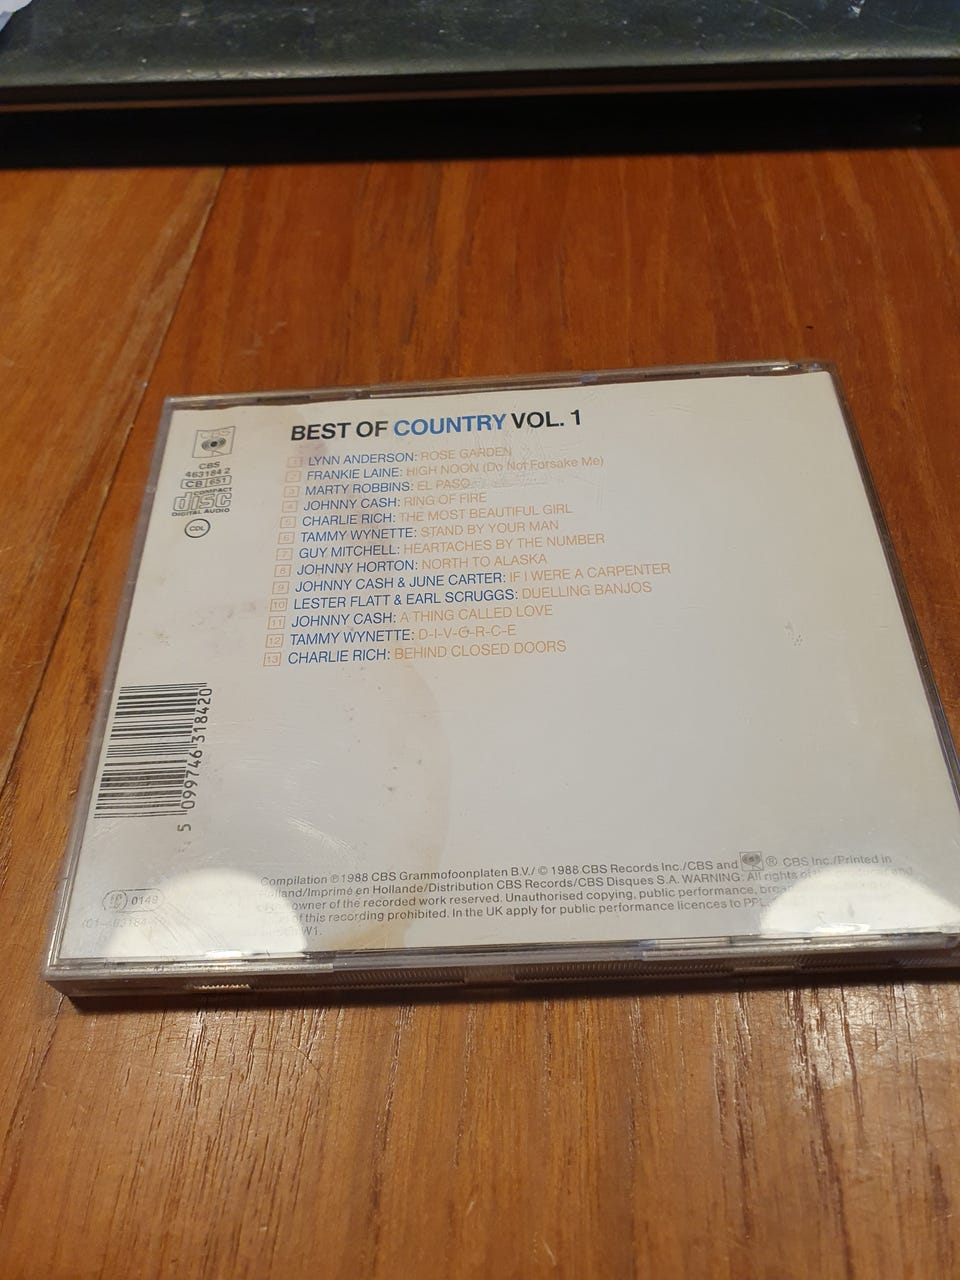 BEST OF COUNTRY VOL. 1
CBS
CBS
463184 2
CB 651
COMPACT
disc
DIGITAL AUDIO
CDL
1 LYNN ANDERSON: ROSE GARDEN
2 FRANKIE LAINE: HIGH NOON (Do Not Forsake Me)
3 MARTY ROBBINS: EL PASO
4 JOHNNY CASH: RING OF FIRE
5 CHARLIE RICH: THE MOST BEAUTIFUL GIRL
6 TAMMY WYNETTE: STAND BY YOUR MAN
7 GUY MITCHELL: HEARTACHES BY THE NUMBER
8 JOHNNY HORTON: NORTH TO ALASKA
9 JOHNNY CASH & JUNE CARTER: IF I WERE A CARPENTER
10 LESTER FLATT & EARL SCRUGGS: DUELLING BANJOS
11 JOHNNY CASH: A THING CALLED LOVE
12 TAMMY WYNETTE: D-I-V-O-R-C-E
13 CHARLIE RICH: BEHIND CLOSED DOORS
5 099746 318420
Compilation ℗ 1988 CBS Grammofoonplaten B.V./ © 1988 CBS Records Inc./CBS and ® CBS Inc./Printed in
Holland/Imprimé en Hollande/Distribution CBS Records/CBS Disques S.A. WARNING: All rights
owner of the recorded work reserved. Unauthorised copying, public performance,
of this recording prohibited. In the UK apply for public performance licences to PPL,
W1.
LC 0149